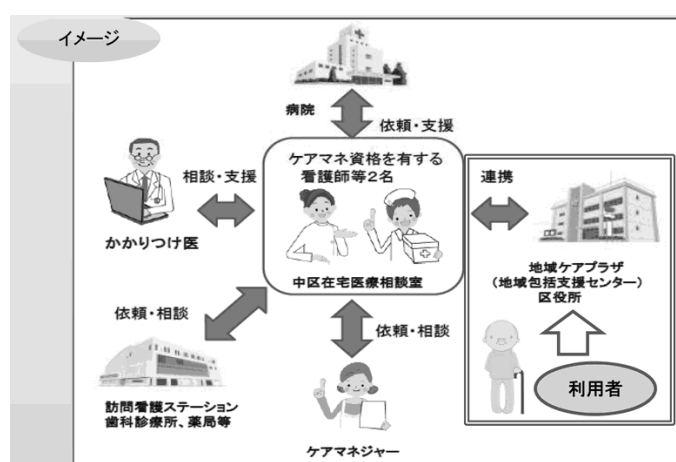 イメージ
病院
依頼・支援
ケアマネ資格を有する
看護師等2名
相談・支援
連携
かかりつけ医
中区在宅医療相談室
地域ケアプラザ
（地域包括支援センター）
区役所
依頼・相談
依頼・相談
利用者
訪問看護ステーション
歯科診療所、薬局等
ケアマネジャー